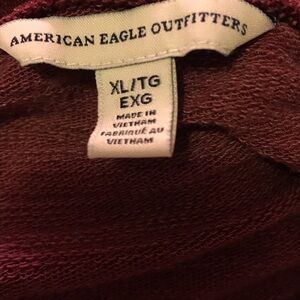 AMERICAN EAGLE OUTFITTERS
XL/TG
EXG
MADE IN
VIETNAM
FABRIQUÉ AU
VIETNAM